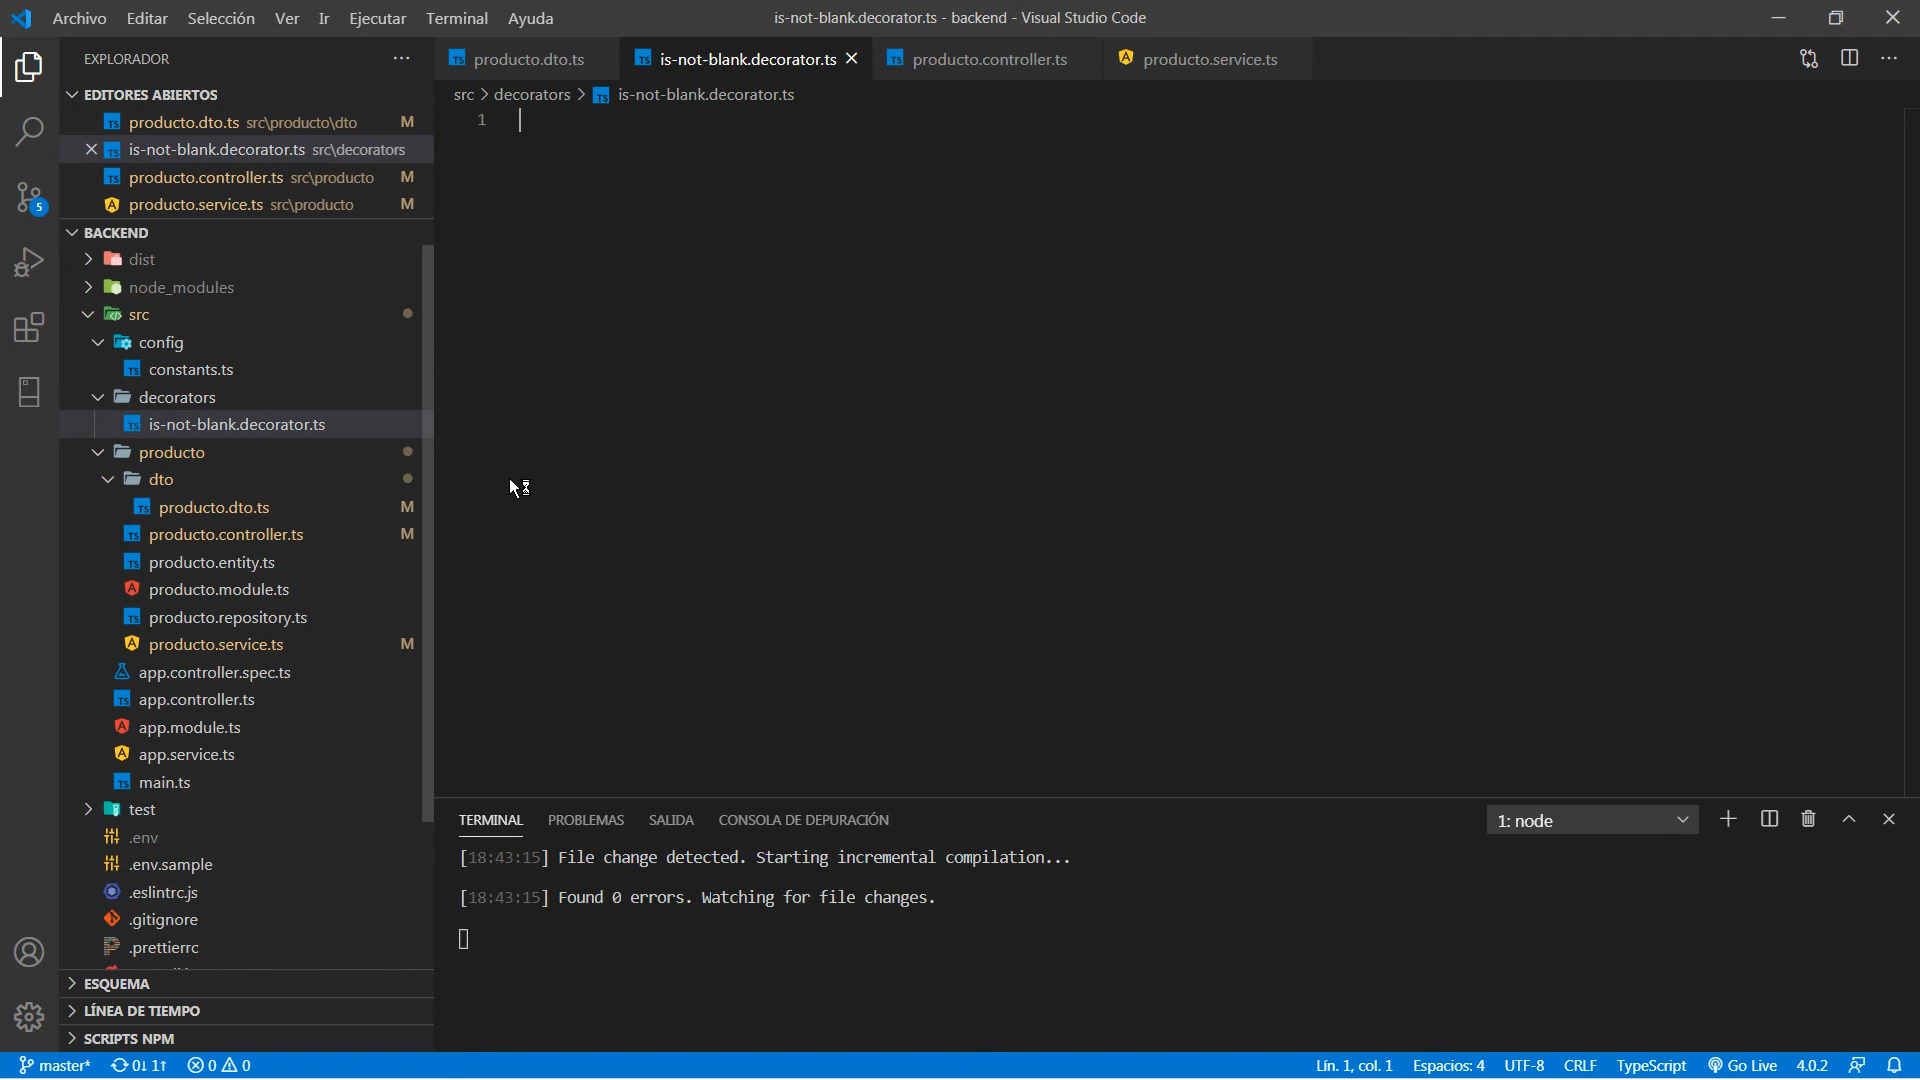 Archivo Editar Selección Ver Ir Ejecutar Terminal Ayuda
is-not-blank.decorator.ts - backend - Visual Studio Code
EXPLORADOR
producto.dto.ts
is-not-blank.decorator.ts
producto.controller.ts
producto.service.ts
EDITORES ABIERTOS
producto.dto.ts src\producto\dto M
is-not-blank.decorator.ts src\decorators
producto.controller.ts src\producto M
producto.service.ts src\producto M
src > decorators > is-not-blank.decorator.ts
1
BACKEND
dist
node_modules
src
config
constants.ts
decorators
is-not-blank.decorator.ts
producto
dto
producto.dto.ts M
producto.controller.ts M
producto.entity.ts
producto.module.ts
producto.repository.ts
producto.service.ts M
app.controller.spec.ts
app.controller.ts
app.module.ts
app.service.ts
main.ts
test
.env
.env.sample
.eslintrc.js
.gitignore
.prettierrc
ESQUEMA
LÍNEA DE TIEMPO
SCRIPTS NPM
5
TERMINAL PROBLEMAS SALIDA CONSOLA DE DEPURACIÓN
1: node
[18:43:15] File change detected. Starting incremental compilation...
[18:43:15] Found 0 errors. Watching for file changes.
master* 0↓ 1↑ 0 0
Lín. 1, col. 1 Espacios: 4 UTF-8 CRLF TypeScript Go Live 4.0.2